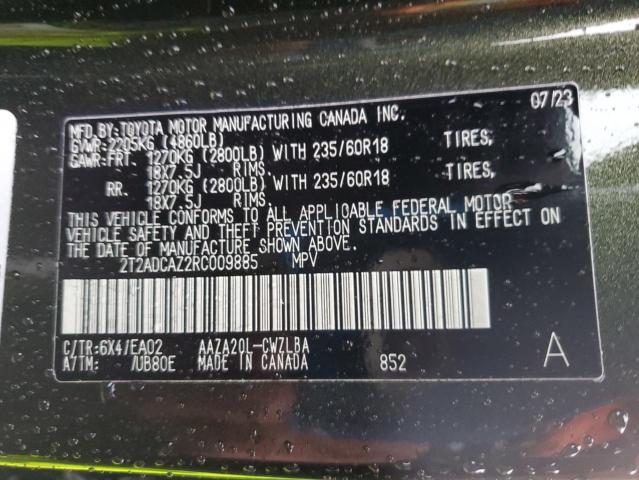 07/23
MFD.BY:TOYOTA MOTOR MANUFACTURING CANADA INC.
GVWR:2205KG (4860LB)
GAWR:FRT. 1270KG (2800LB) WITH 235/60R18 TIRES,
18X7.5J RIMS.
RR. 1270KG (2800LB) WITH 235/60R18 TIRES,
18X7.5J RIMS.
THIS VEHICLE CONFORMS TO ALL APPLICABLE FEDERAL MOTOR
VEHICLE SAFETY AND THEFT PREVENTION STANDARDS IN EFFECT ON
THE DATE OF MANUFACTURE SHOWN ABOVE.
2T2ADCAZ2RC009885 MPV
C/TR:6X4/EA02 AAZA20L-CWZLBA
A/TM: /UB80E MADE IN CANADA 852 A